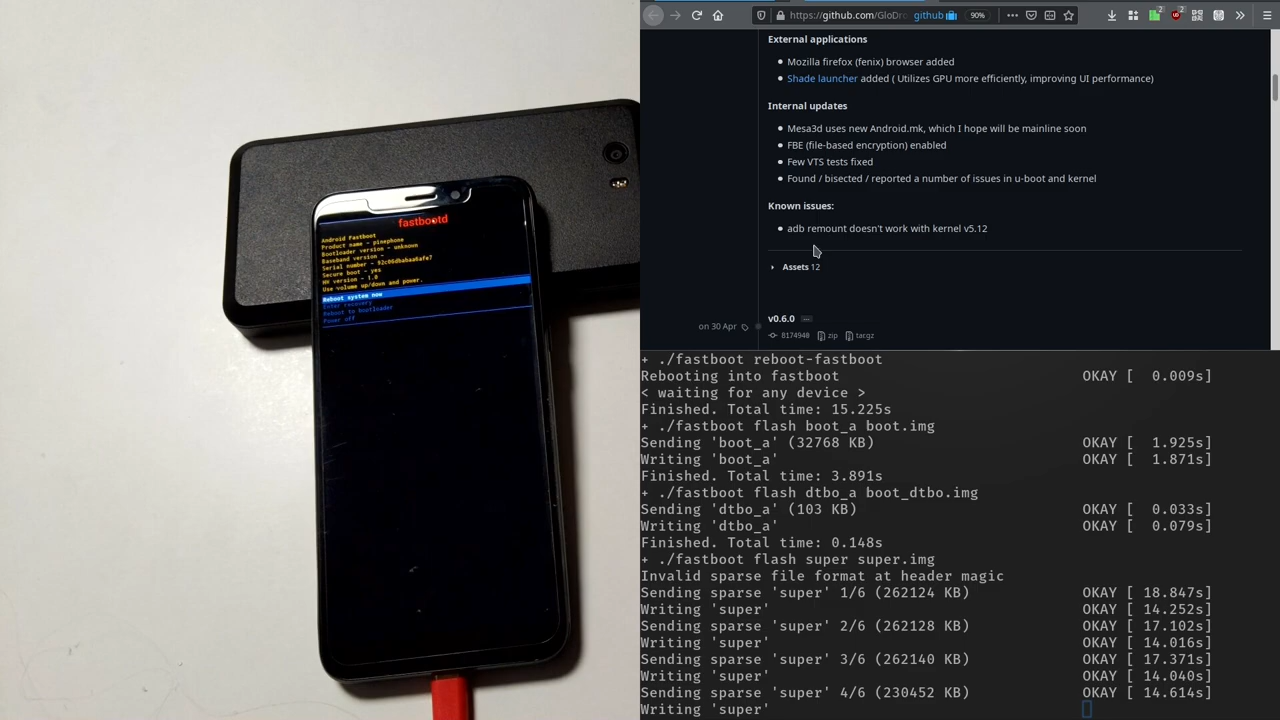 fastbootd
Android Fastboot
Product name - pinephone
Bootloader version - unknown
Baseband version -
Serial number - 92c06dbabaa6afe7
Secure boot - yes
HW version - 1.0
Use volume up/down and power.
Reboot system now
Enter recovery
Reboot to bootloader
Power off
https://github.com/GloDro github 90%
External applications
Mozilla firefox (fenix) browser added
Shade launcher added ( Utilizes GPU more efficiently, improving UI performance)
Internal updates
Mesa3d uses new Android.mk, which I hope will be mainline soon
FBE (file-based encryption) enabled
Few VTS tests fixed
Found / bisected / reported a number of issues in u-boot and kernel
Known issues:
adb remount doesn't work with kernel v5.12
Assets 12
v0.6.0
on 30 Apr
8174940 zip tar.gz
+ ./fastboot reboot-fastboot
Rebooting into fastboot OKAY [ 0.009s]
< waiting for any device >
Finished. Total time: 15.225s
+ ./fastboot flash boot_a boot.img
Sending 'boot_a' (32768 KB) OKAY [ 1.925s]
Writing 'boot_a' OKAY [ 1.871s]
Finished. Total time: 3.891s
+ ./fastboot flash dtbo_a boot_dtbo.img
Sending 'dtbo_a' (103 KB) OKAY [ 0.033s]
Writing 'dtbo_a' OKAY [ 0.079s]
Finished. Total time: 0.148s
+ ./fastboot flash super super.img
Invalid sparse file format at header magic
Sending sparse 'super' 1/6 (262124 KB) OKAY [ 18.847s]
Writing 'super' OKAY [ 14.252s]
Sending sparse 'super' 2/6 (262128 KB) OKAY [ 17.102s]
Writing 'super' OKAY [ 14.016s]
Sending sparse 'super' 3/6 (262140 KB) OKAY [ 17.371s]
Writing 'super' OKAY [ 14.040s]
Sending sparse 'super' 4/6 (230452 KB) OKAY [ 14.614s]
Writing 'super'